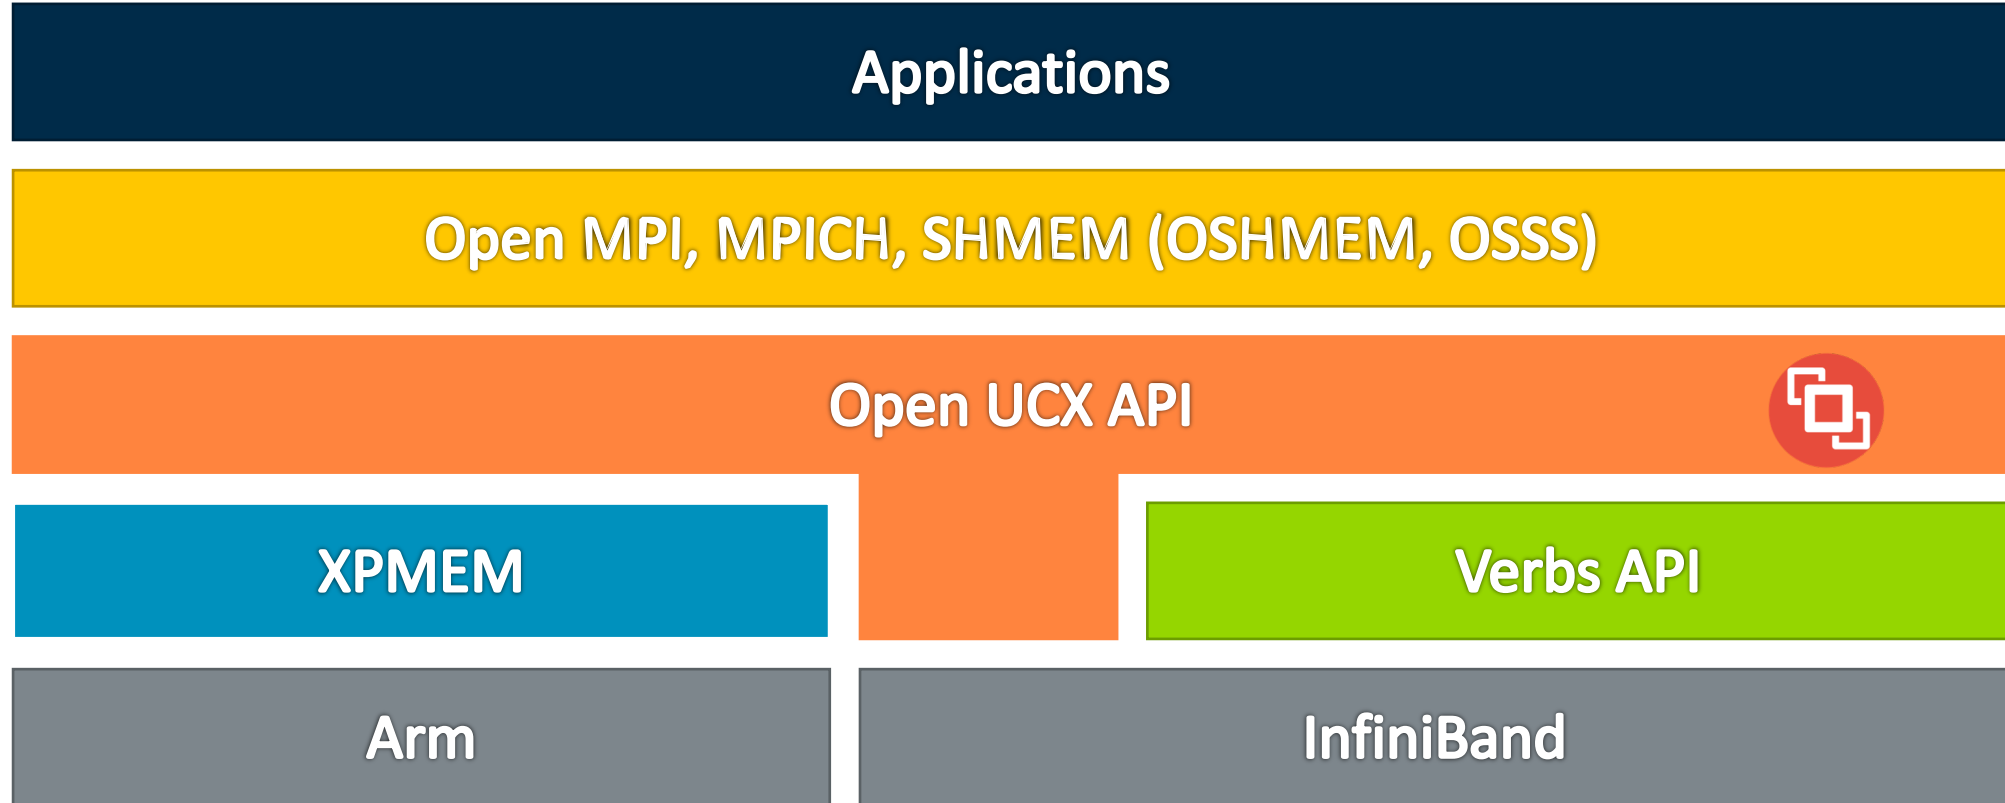 Applications
Open MPI, MPICH, SHMEM (OSHMEM, OSSS)
Open UCX API
XPMEM
Verbs API
Arm
InfiniBand